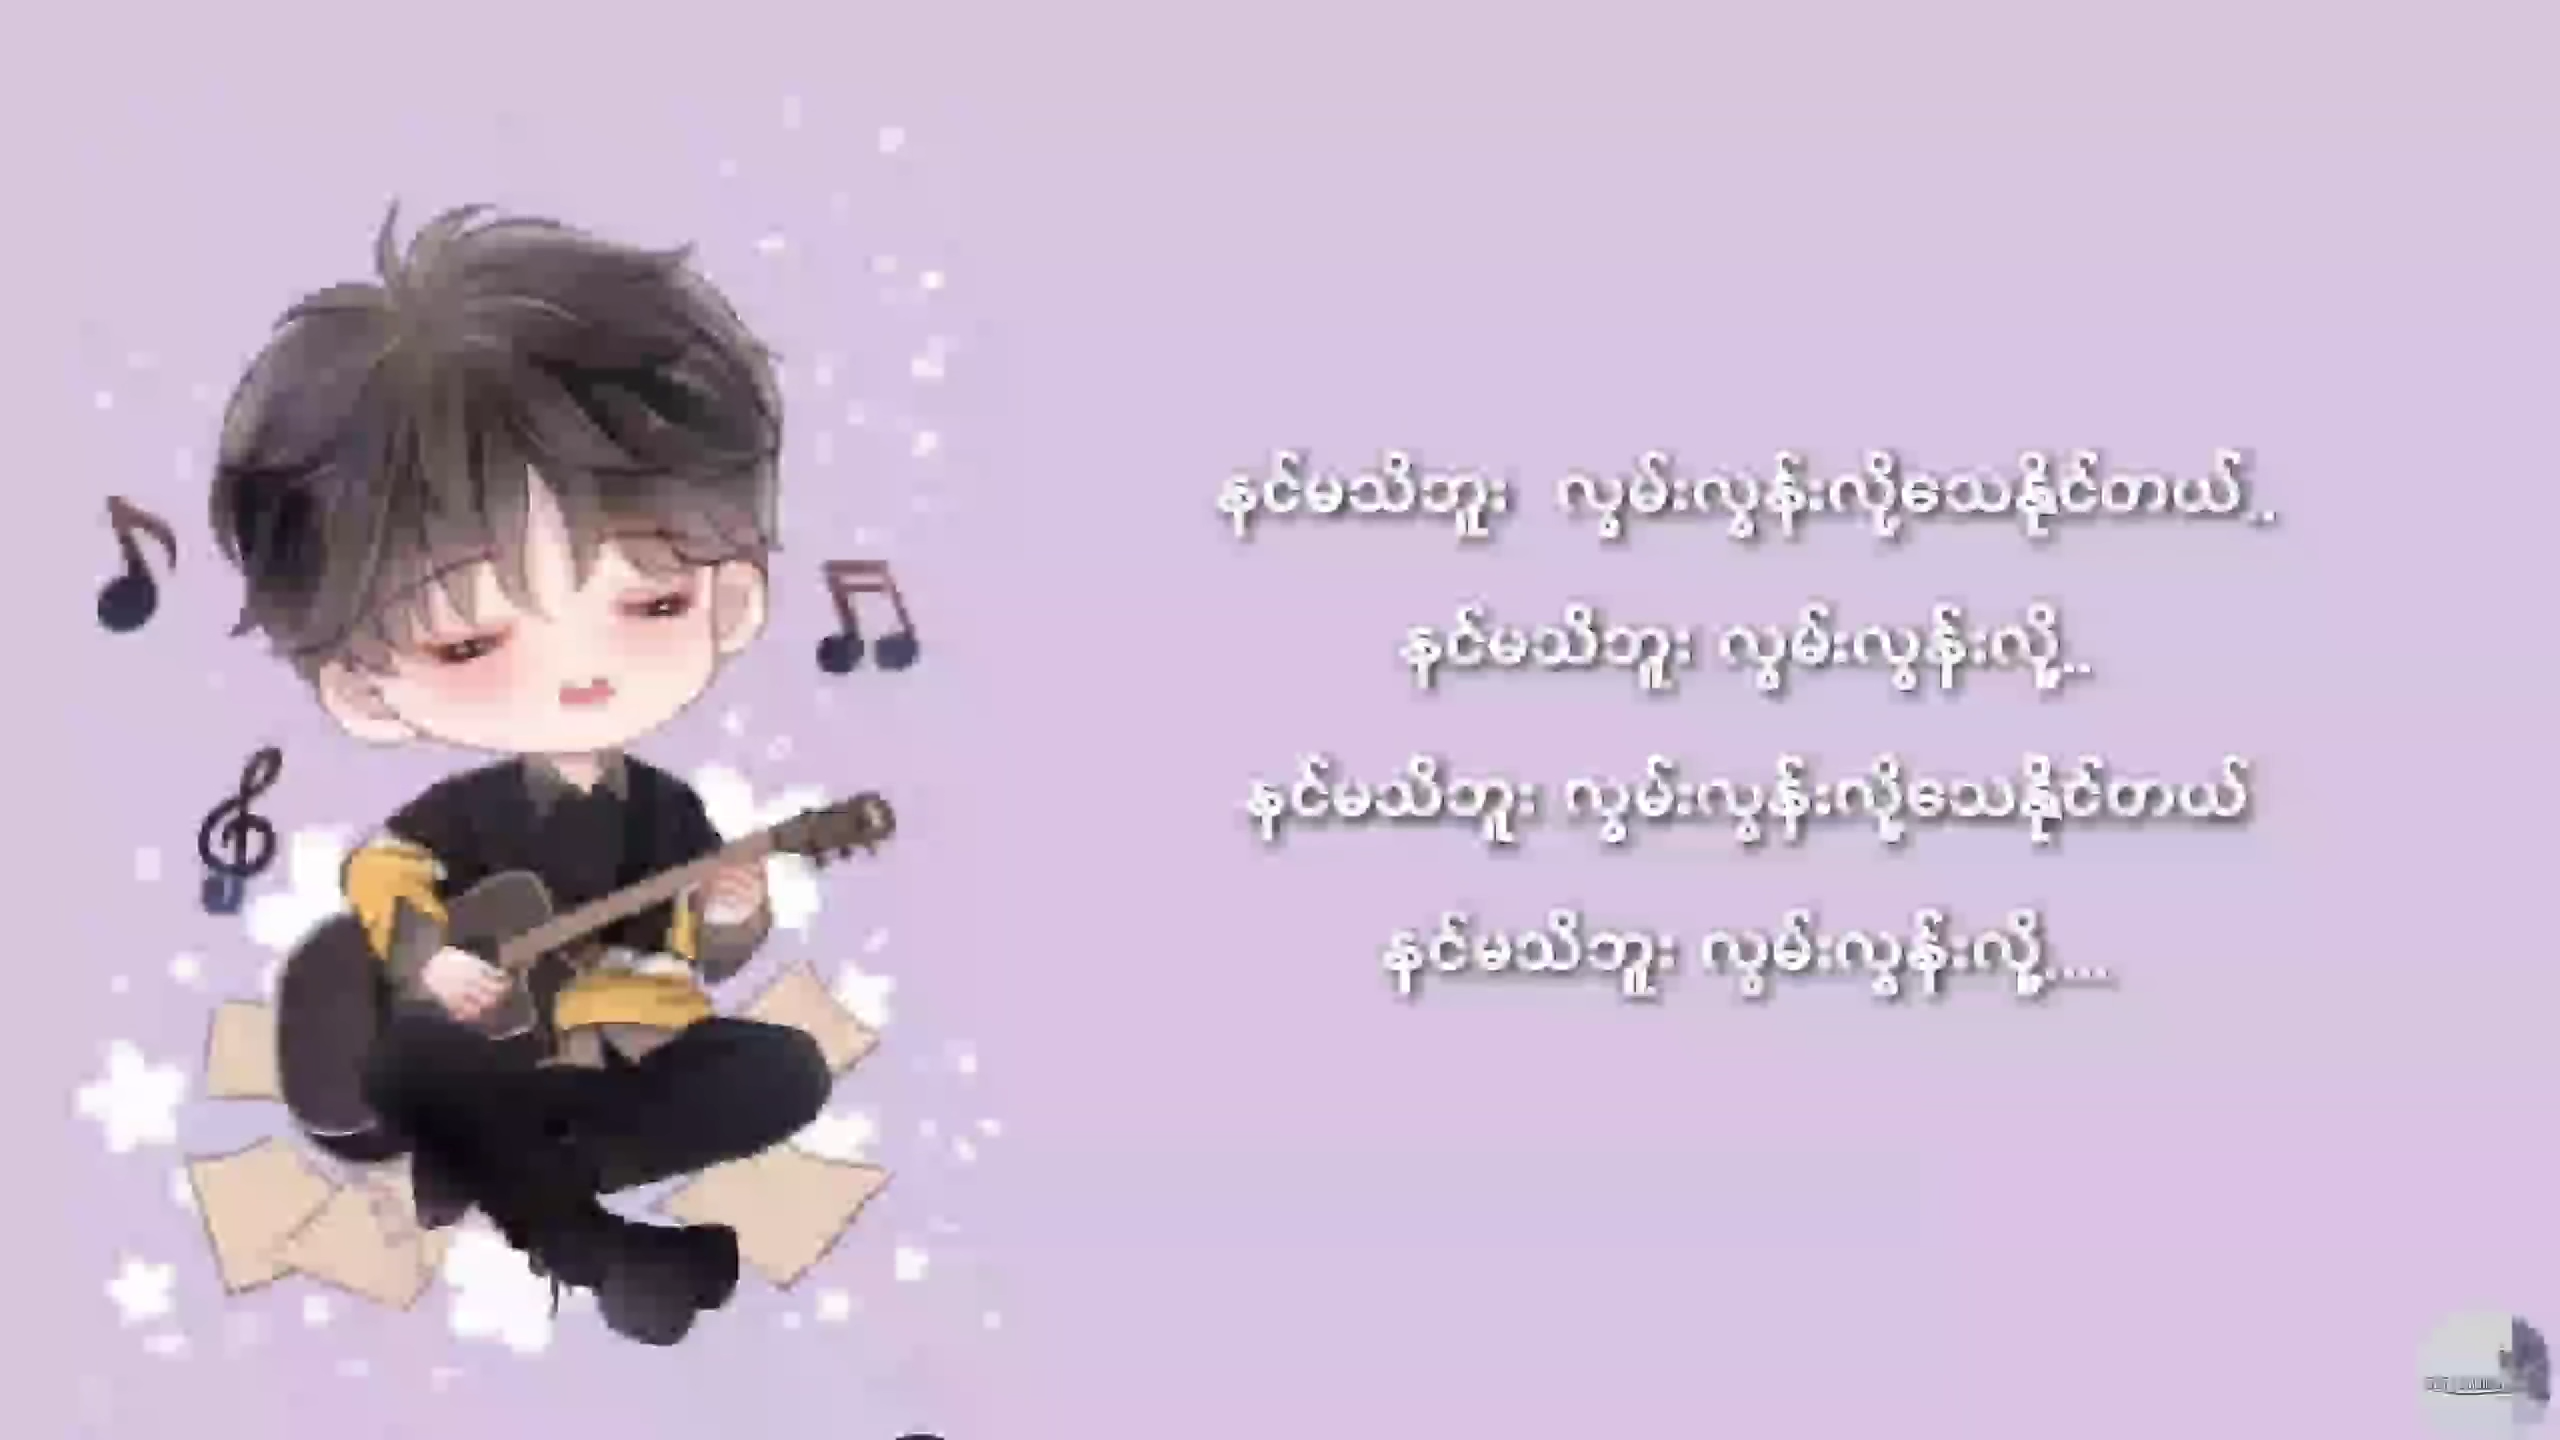 နင်မသိဘူး လွမ်းလွန်းလို့သေနိုင်တယ်..
နင်မသိဘူး လွမ်းလွန်းလို့..
နင်မသိဘူး လွမ်းလွန်းလို့သေနိုင်တယ်
နင်မသိဘူး လွမ်းလွန်းလို့....